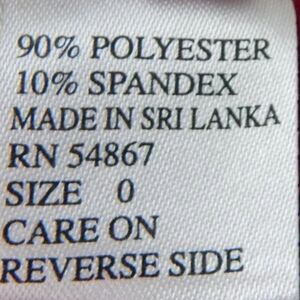 90% POLYESTER
10% SPANDEX
MADE IN SRI LANKA
RN 54867
SIZE 0
CARE ON
REVERSE SIDE